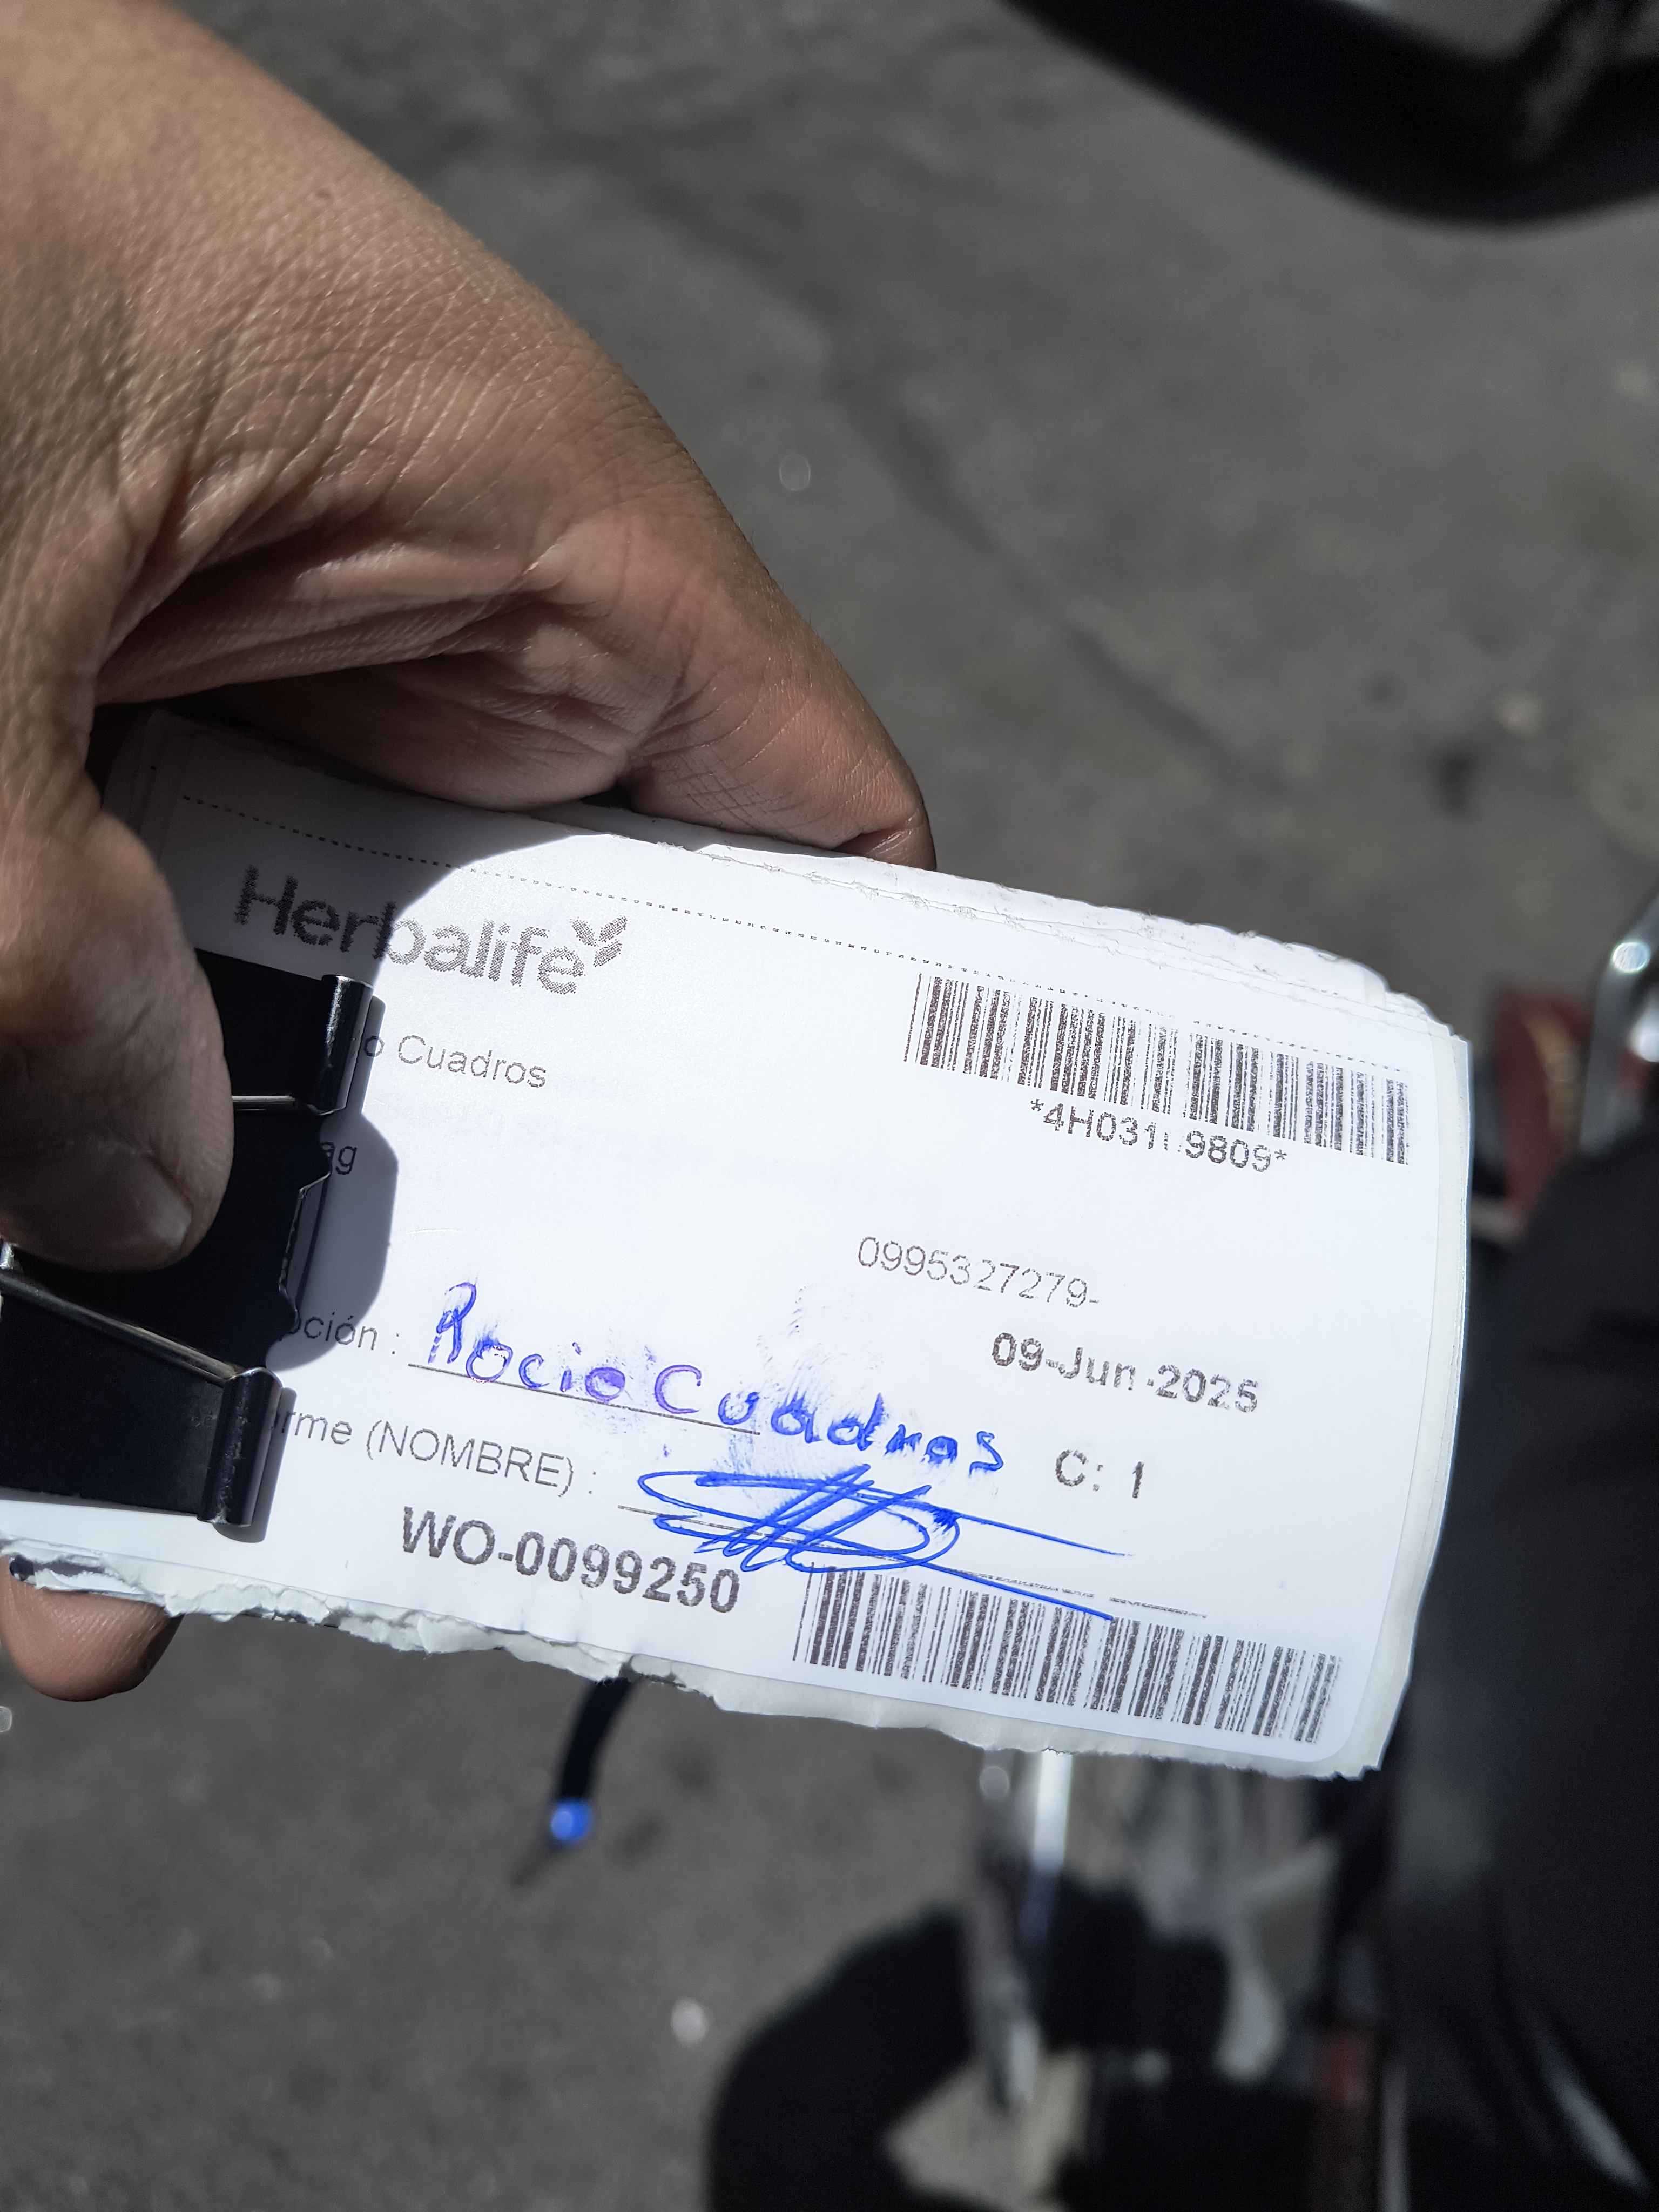 Herbalife
o Cuadros
*4H031 9809*
ag
0995327279-
09-Jun-2025
ción : Rocio Cuadros
C: 1
rme (NOMBRE) :
WO-0099250